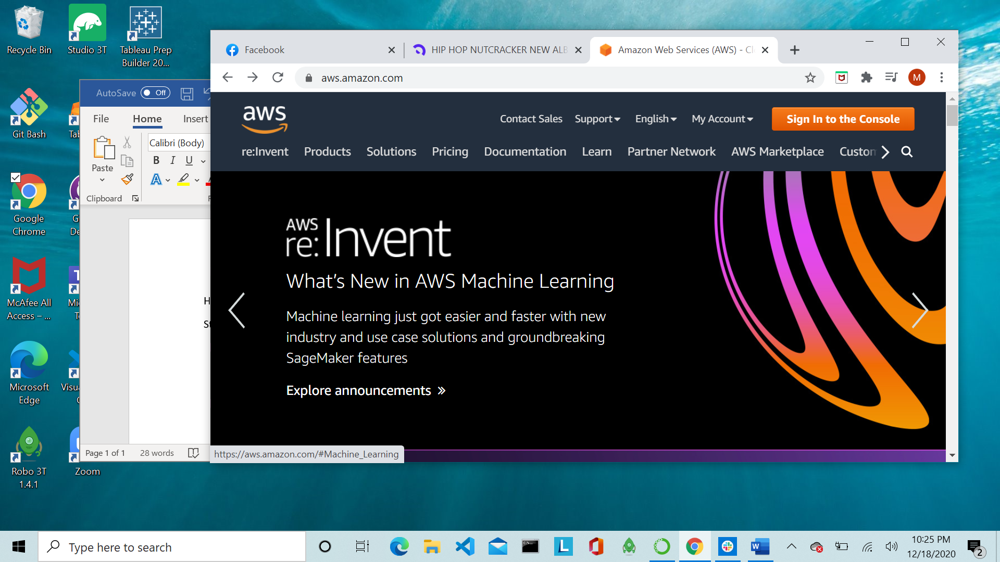 Recycle Bin
Studio 3T
Tableau Prep
Builder 20...
Git Bash
Google
Chrome
McAfee All
Access – ...
Microsoft
Edge
Robo 3T
1.4.1
Zoom
AutoSave Off
File Home Insert
Calibri (Body)
B I U
Paste
Clipboard
Page 1 of 1 28 words
Facebook
HIP HOP NUTCRACKER NEW ALB
Amazon Web Services (AWS) - Cl
aws.amazon.com
M
aws
Contact Sales Support English My Account Sign In to the Console
re:Invent Products Solutions Pricing Documentation Learn Partner Network AWS Marketplace Custom
AWS
re:Invent
What's New in AWS Machine Learning
Machine learning just got easier and faster with new
industry and use case solutions and groundbreaking
SageMaker features
Explore announcements »
https://aws.amazon.com/#Machine_Learning
Type here to search
10:25 PM
12/18/2020
2